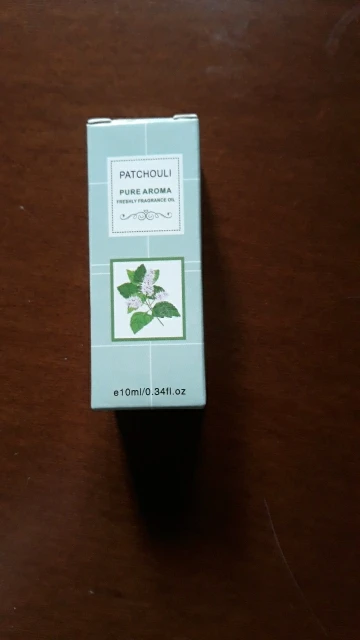 PATCHOULI
PURE AROMA
FRESHLY FRAGRANCE OIL
e10ml/0.34fl.oz